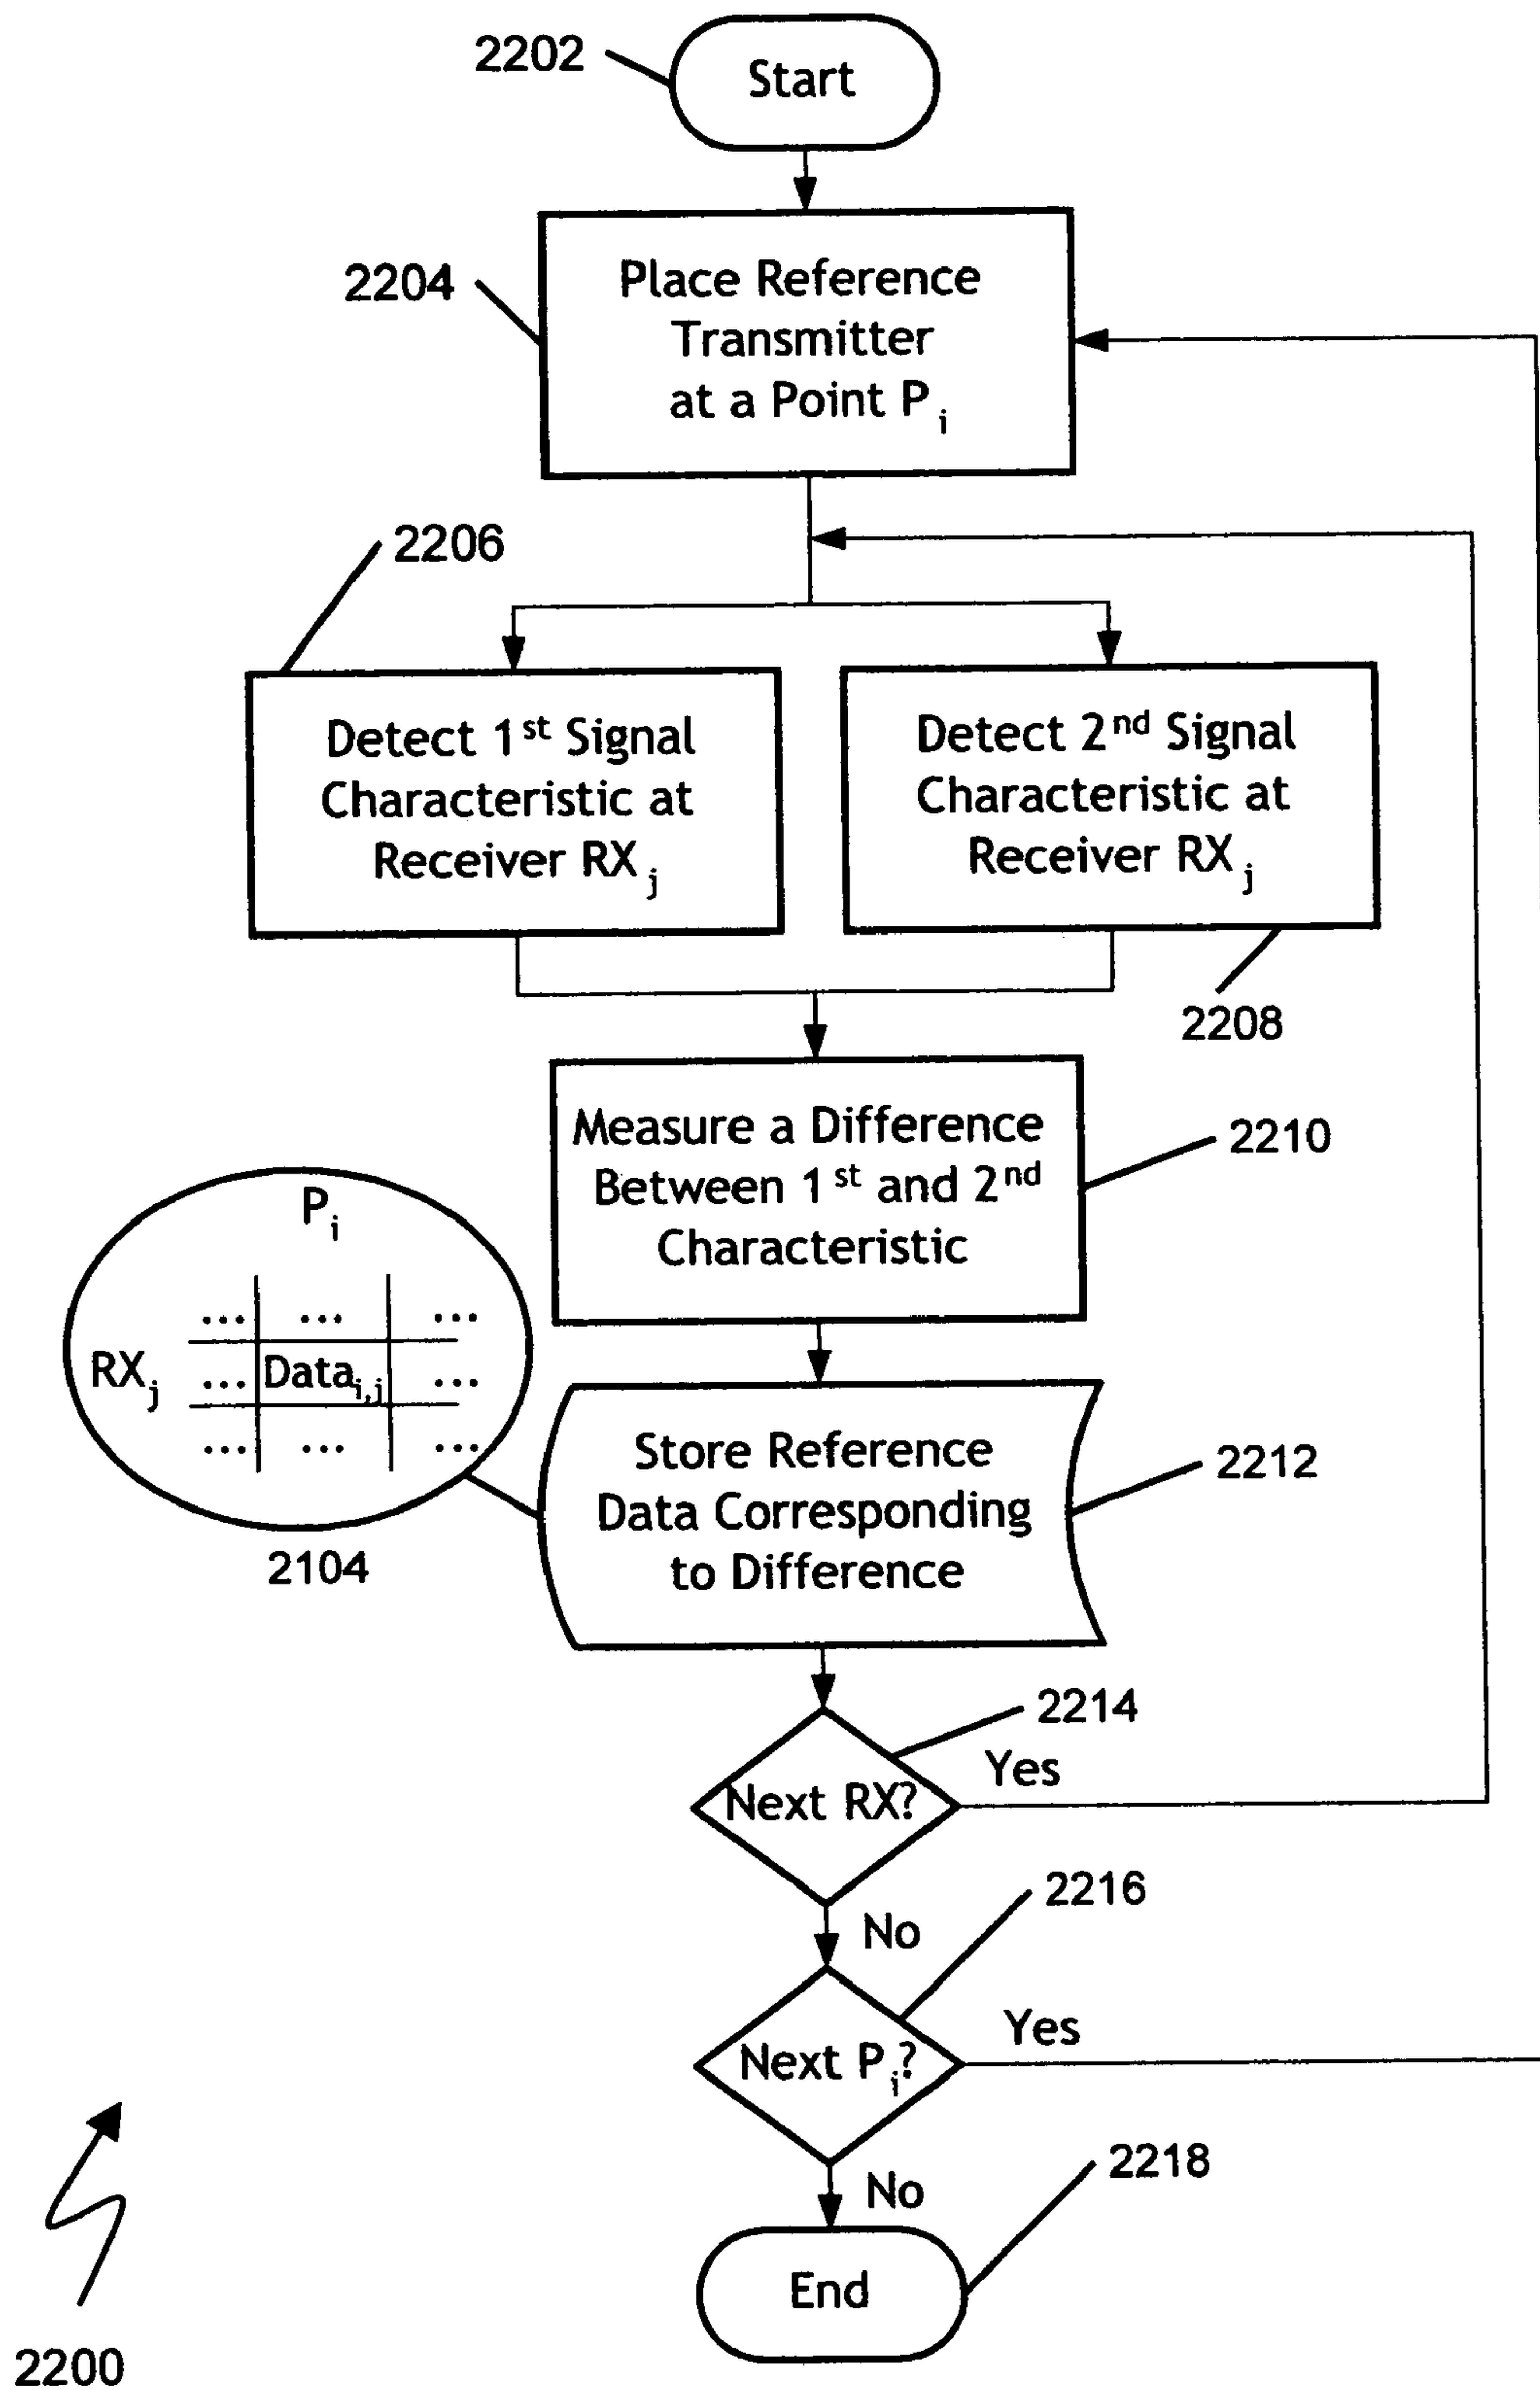 2202
Start
2204
Place Reference
Transmitter
at a Point P i
2206
Detect 1st Signal
Characteristic at
Receiver RX j
Detect 2nd Signal
Characteristic at
Receiver RX j
2208
Measure a Difference
Between 1st and 2nd
Characteristic
2210
P i
... ... ...
RX j ... Data i,j ...
... ... ...
2104
Store Reference
Data Corresponding
to Difference
2212
2214
Next RX?
Yes
No
2216
Next P i?
Yes
No
2218
End
2200